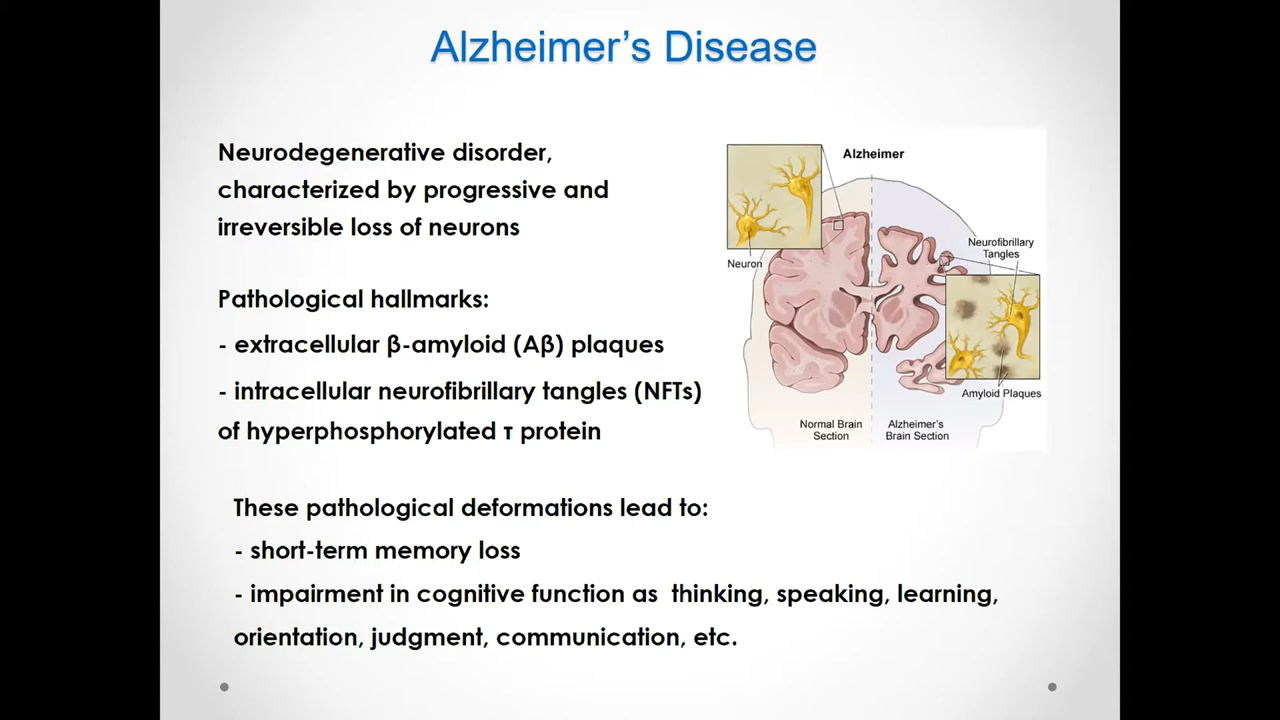 Alzheimer's Disease
Neurodegenerative disorder,
characterized by progressive and
irreversible loss of neurons
Pathological hallmarks:
- extracellular β-amyloid (Aβ) plaques
- intracellular neurofibrillary tangles (NFTs)
of hyperphosphorylated τ protein
Alzheimer
Neuron
Neurofibrillary
Tangles
Amyloid Plaques
Normal Brain
Section
Alzheimer's
Brain Section
These pathological deformations lead to:
- short-term memory loss
- impairment in cognitive function as thinking, speaking, learning,
orientation, judgment, communication, etc.